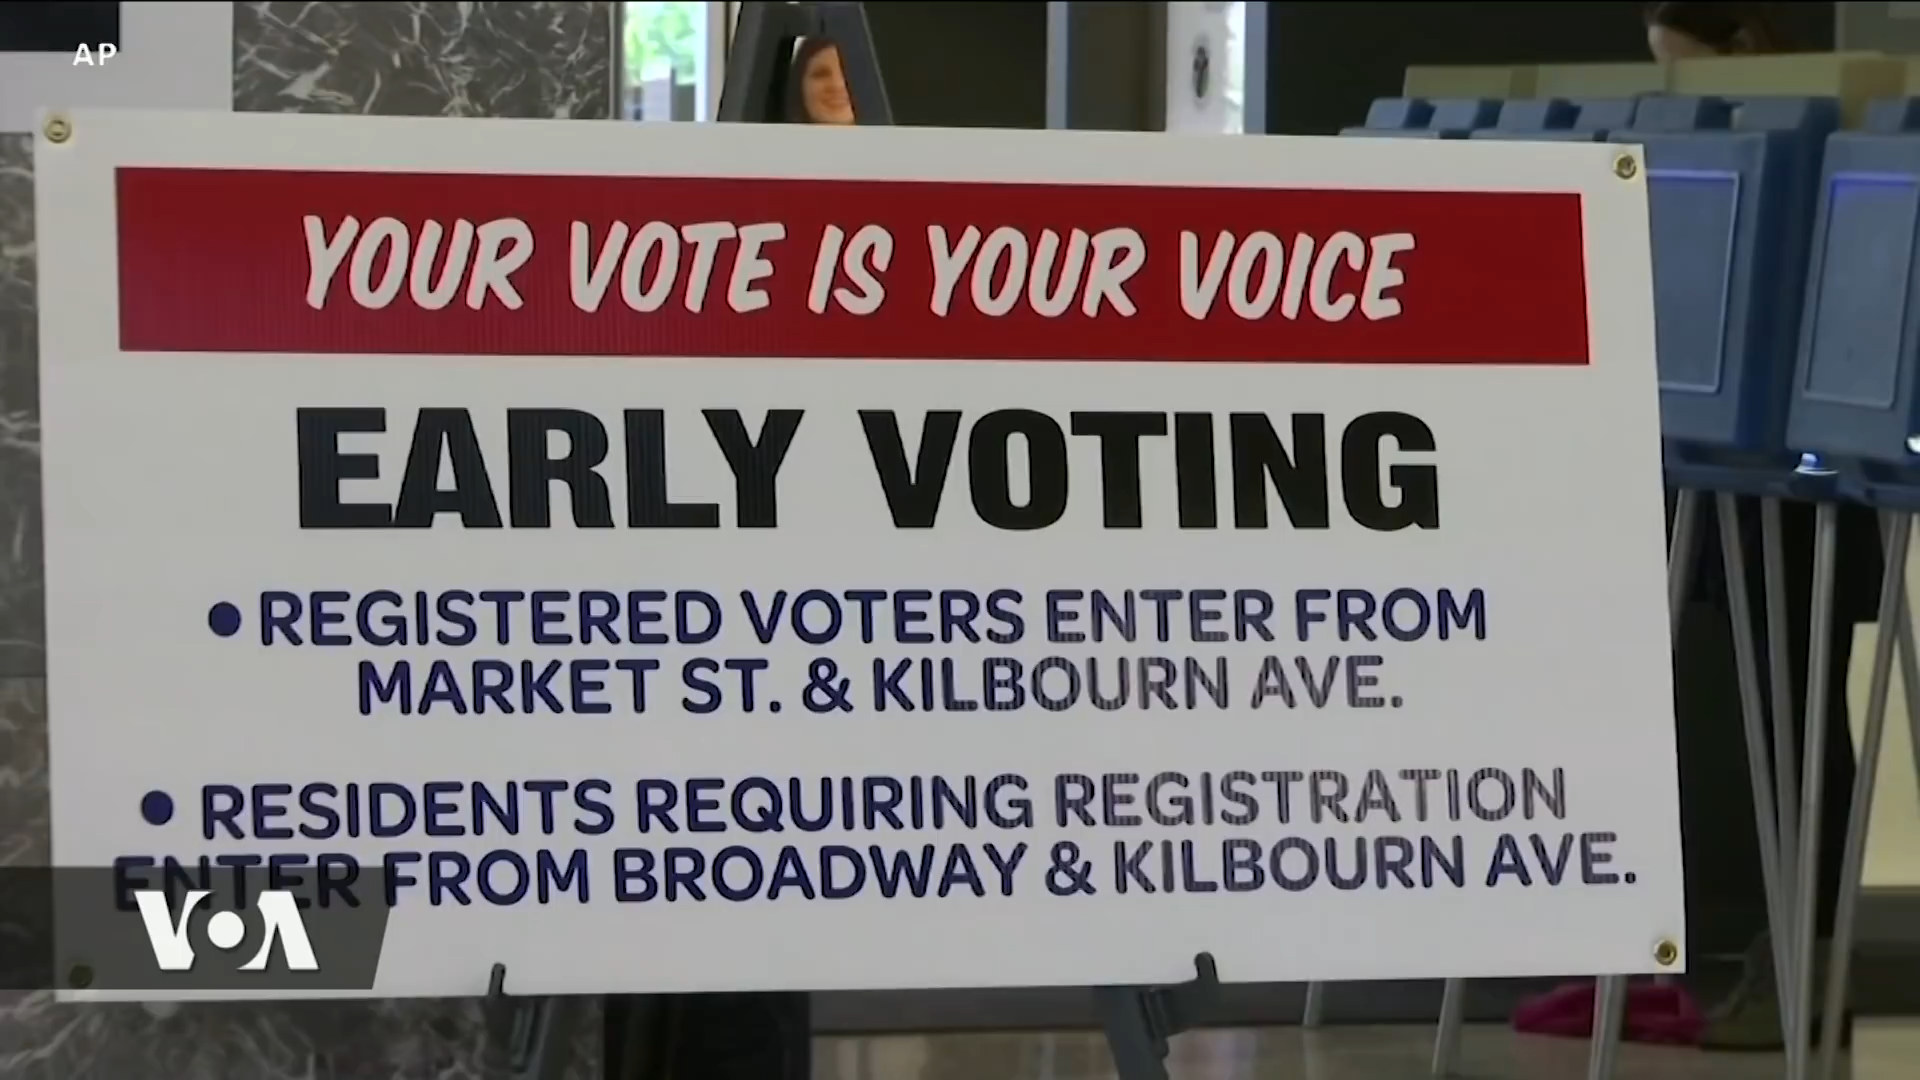 AP
YOUR VOTE IS YOUR VOICE
EARLY VOTING
• REGISTERED VOTERS ENTER FROM
MARKET ST. & KILBOURN AVE.
• RESIDENTS REQUIRING REGISTRATION
ENTER FROM BROADWAY & KILBOURN AVE.
VOA